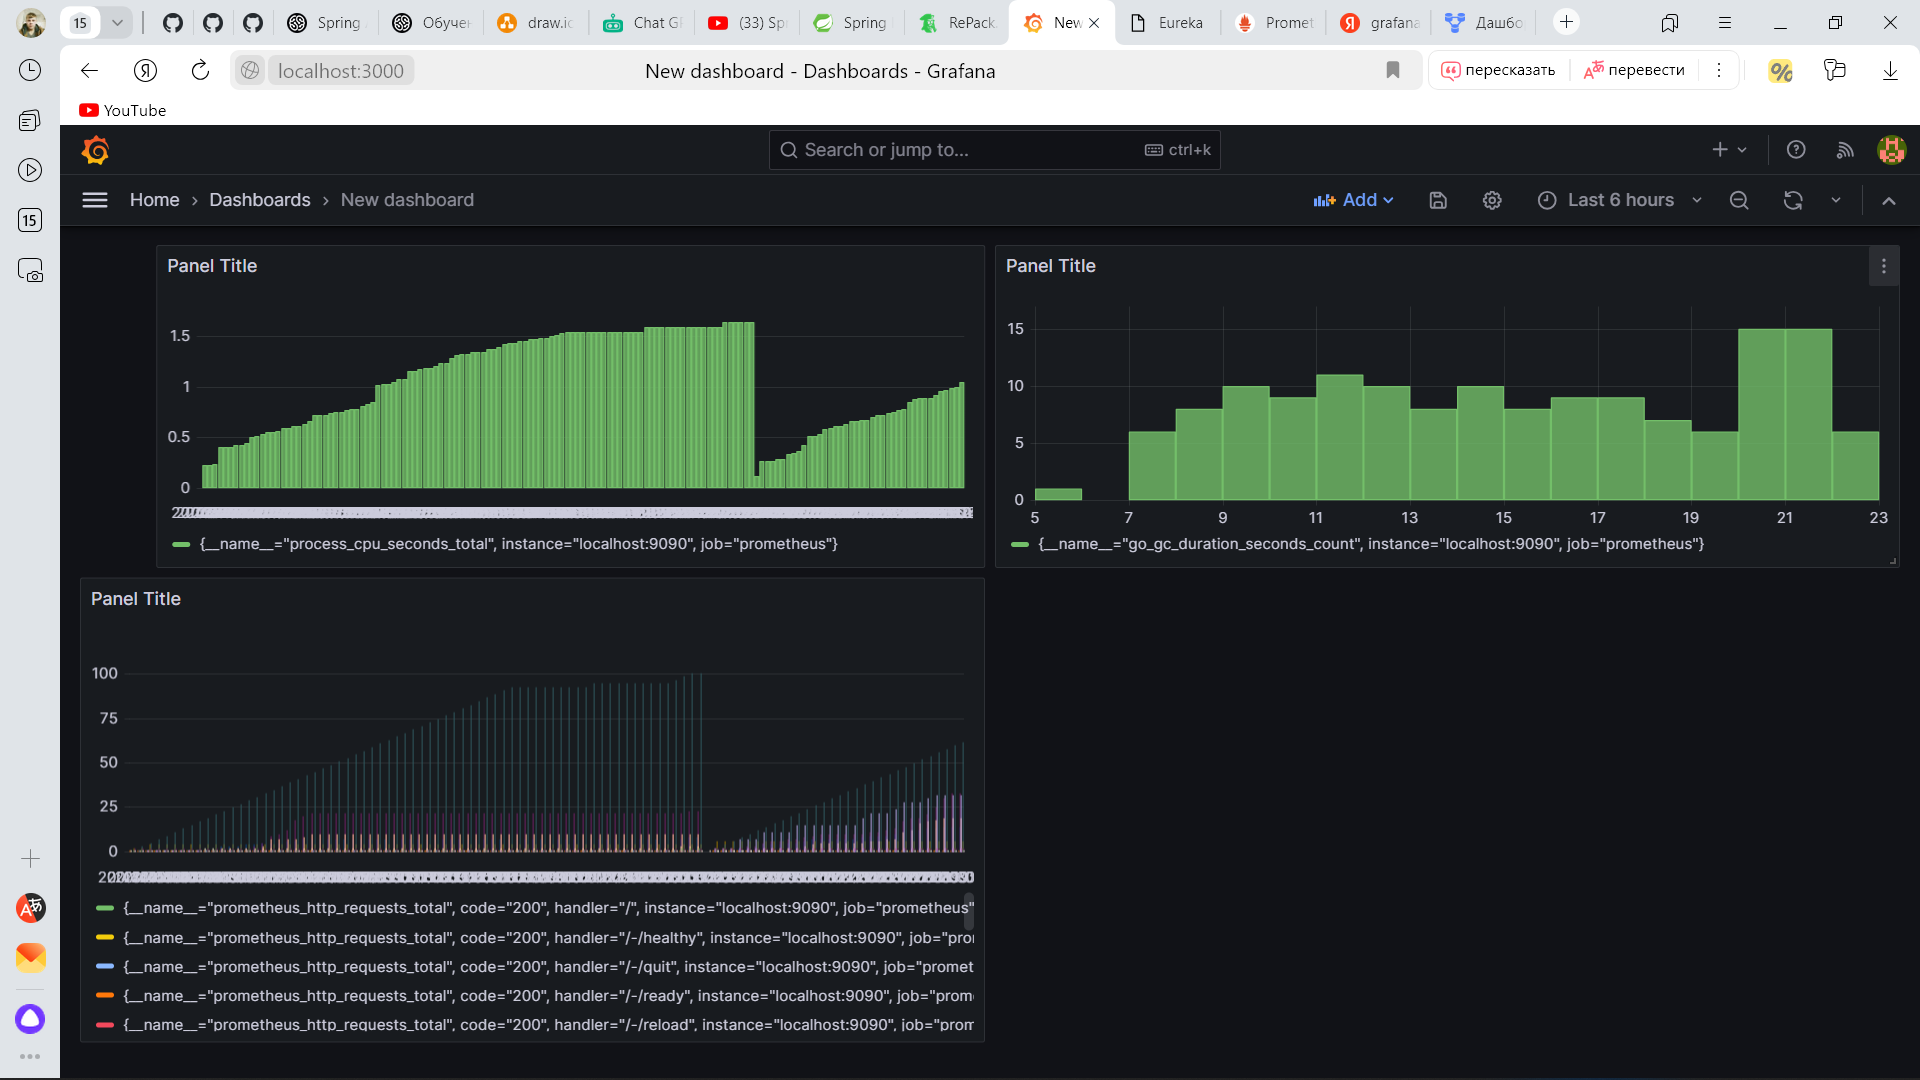 15
Spring
Обучен
draw.io
Chat GP
(33) Sp
Spring
RePack
New
Eureka
Promet
grafana
Дашбо
localhost:3000
New dashboard - Dashboards - Grafana
пересказать
перевести
YouTube
Search or jump to...
ctrl+k
15
Home › Dashboards › New dashboard
Add
Last 6 hours
Panel Title
1.5
1
0.5
0
{__name__="process_cpu_seconds_total", instance="localhost:9090", job="prometheus"}
Panel Title
15
10
5
0
5 7 9 11 13 15 17 19 21 23
{__name__="go_gc_duration_seconds_count", instance="localhost:9090", job="prometheus"}
Panel Title
100
75
50
25
0
{__name__="prometheus_http_requests_total", code="200", handler="/", instance="localhost:9090", job="prometheus"
{__name__="prometheus_http_requests_total", code="200", handler="/-/healthy", instance="localhost:9090", job="pro
{__name__="prometheus_http_requests_total", code="200", handler="/-/quit", instance="localhost:9090", job="promet
{__name__="prometheus_http_requests_total", code="200", handler="/-/ready", instance="localhost:9090", job="prom
{__name__="prometheus_http_requests_total", code="200", handler="/-/reload", instance="localhost:9090", job="prom